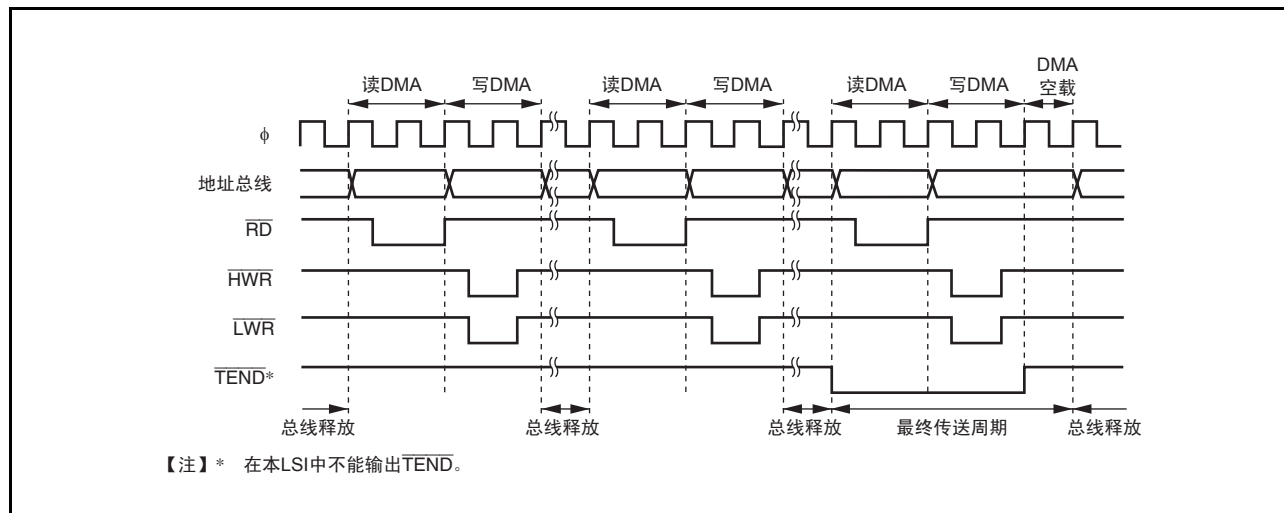 DMA
读DMA 写DMA 读DMA 写DMA 读DMA 写DMA 空载
φ
地址总线
RD
HWR
LWR
TEND*
总线释放 总线释放 总线释放 最终传送周期 总线释放
【注】* 在本LSI中不能输出TEND。